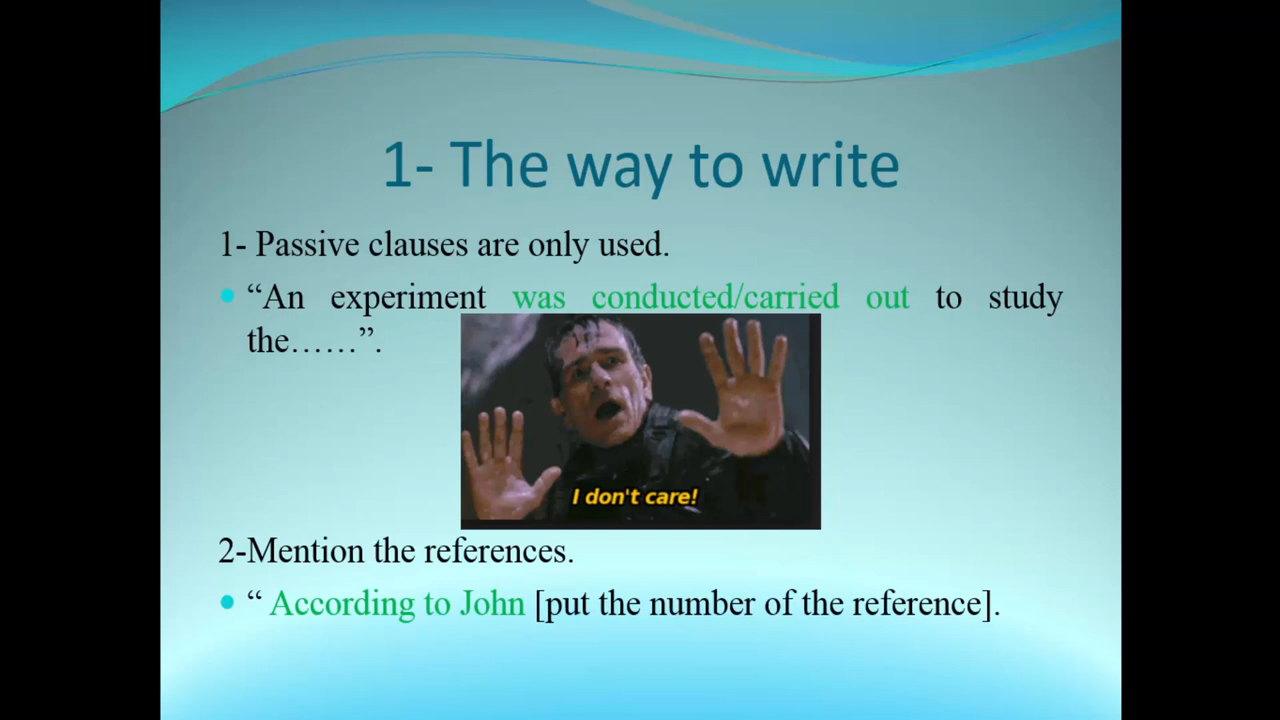 1- The way to write
1- Passive clauses are only used.
“An experiment was conducted/carried out to study
the……”.
I don't care!
2-Mention the references.
“ According to John [put the number of the reference].